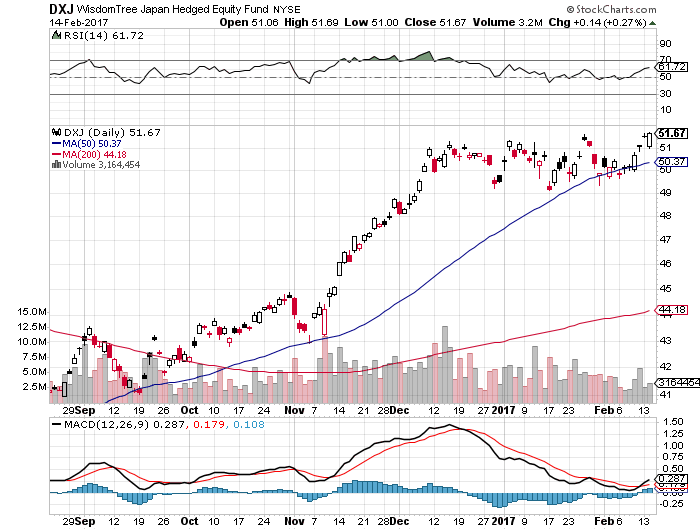 DXJ WisdomTree Japan Hedged Equity Fund NYSE © StockCharts.com
14-Feb-2017 Open 51.06 High 51.69 Low 51.00 Close 51.67 Volume 3.2M Chg +0.14 (+0.27%)
RSI(14) 61.72
90
70
61.72
50
30
10
DXJ (Daily) 51.67
MA(50) 50.37
MA(200) 44.18
Volume 3,164,454
51.67
51
50.37
50
49
48
47
46
45
44.18
43
42
41
3164454
15.0M
12.5M
10.0M
7.5M
5.0M
2.5M
29 Sep 12 19 26 Oct 10 17 24 Nov 7 14 21 28 Dec 12 19 27 2017 9 17 23 Feb 6 13
MACD(12,26,9) 0.287, 0.179, 0.108
1.50
1.25
1.00
0.75
0.50
0.287
0.179
0.00
-0.25
-0.50
29 Sep 12 19 26 Oct 10 17 24 Nov 7 14 21 28 Dec 12 19 27 2017 9 17 23 Feb 6 13